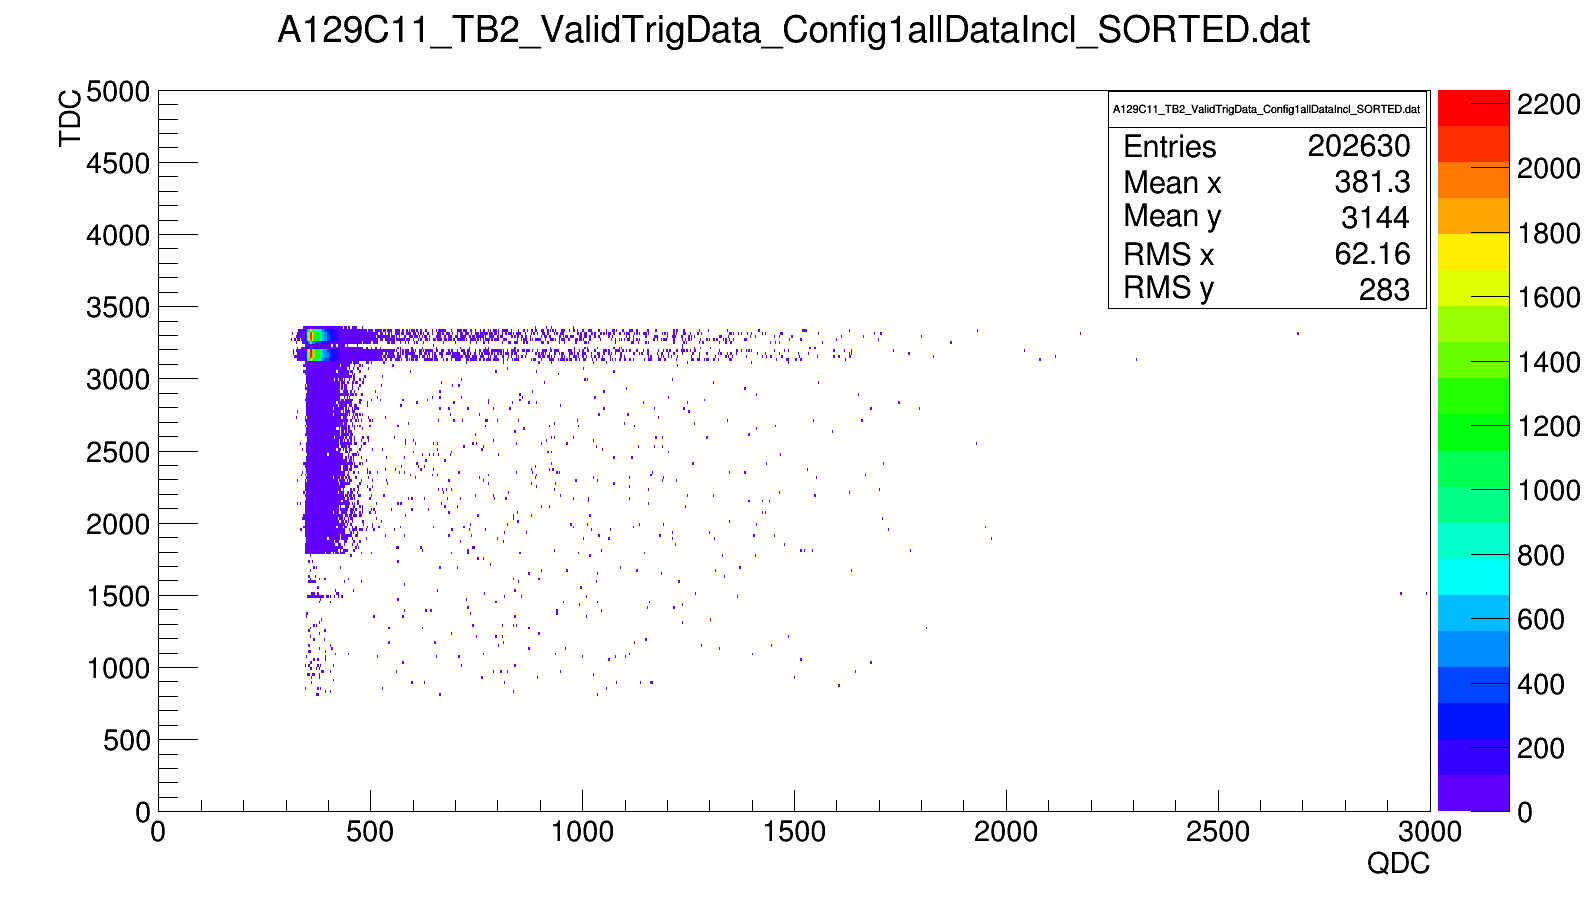 A129C11_TB2_ValidTrigData_Config1allDataIncl_SORTED.dat
TDC
5000
4500
4000
3500
3000
2500
2000
1500
1000
500
0
A129C11_TB2_ValidTrigData_Config1allDataIncl_SORTED.dat
Entries 202630
Mean x 381.3
Mean y 3144
RMS x 62.16
RMS y 283
2200
2000
1800
1600
1400
1200
1000
800
600
400
200
0
0 500 1000 1500 2000 2500 3000
QDC